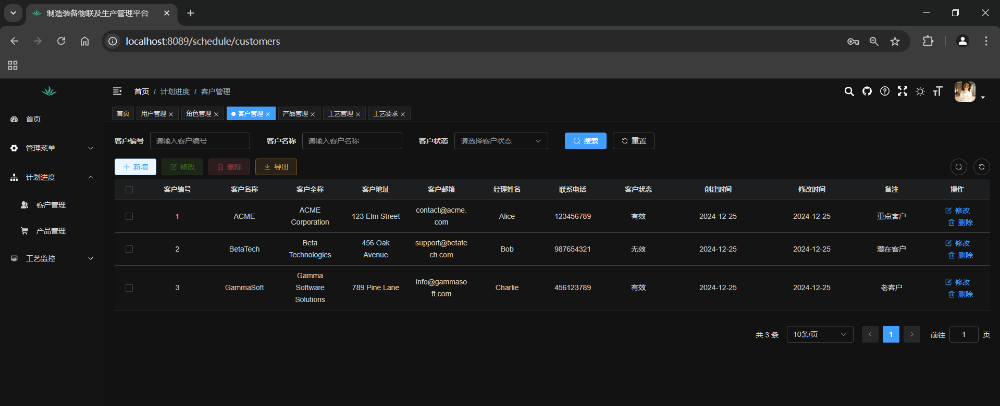 制造装备物联及生产管理平台
localhost:8089/schedule/customers
首页 / 计划进度 / 客户管理
首页 用户管理 角色管理 客户管理 产品管理 工艺管理 工艺要求
首页
管理菜单
计划进度
客户管理
产品管理
工艺监控
客户编号 请输入客户编号 客户名称 请输入客户名称 客户状态 请选择客户状态 搜索 重置
新增 修改 删除 导出
客户编号 客户名称 客户全称 客户地址 客户邮箱 经理姓名 联系电话 客户状态 创建时间 修改时间 备注 操作
1 ACME ACME Corporation 123 Elm Street contact@acme.com Alice 123456789 有效 2024-12-25 2024-12-25 重点客户 修改 删除
2 BetaTech Beta Technologies 456 Oak Avenue support@betatech.com Bob 987654321 无效 2024-12-25 2024-12-25 潜在客户 修改 删除
3 GammaSoft Gamma Software Solutions 789 Pine Lane info@gammasoft.com Charlie 456123789 有效 2024-12-25 2024-12-25 老客户 修改 删除
共 3 条 10条/页 1 前往 1 页